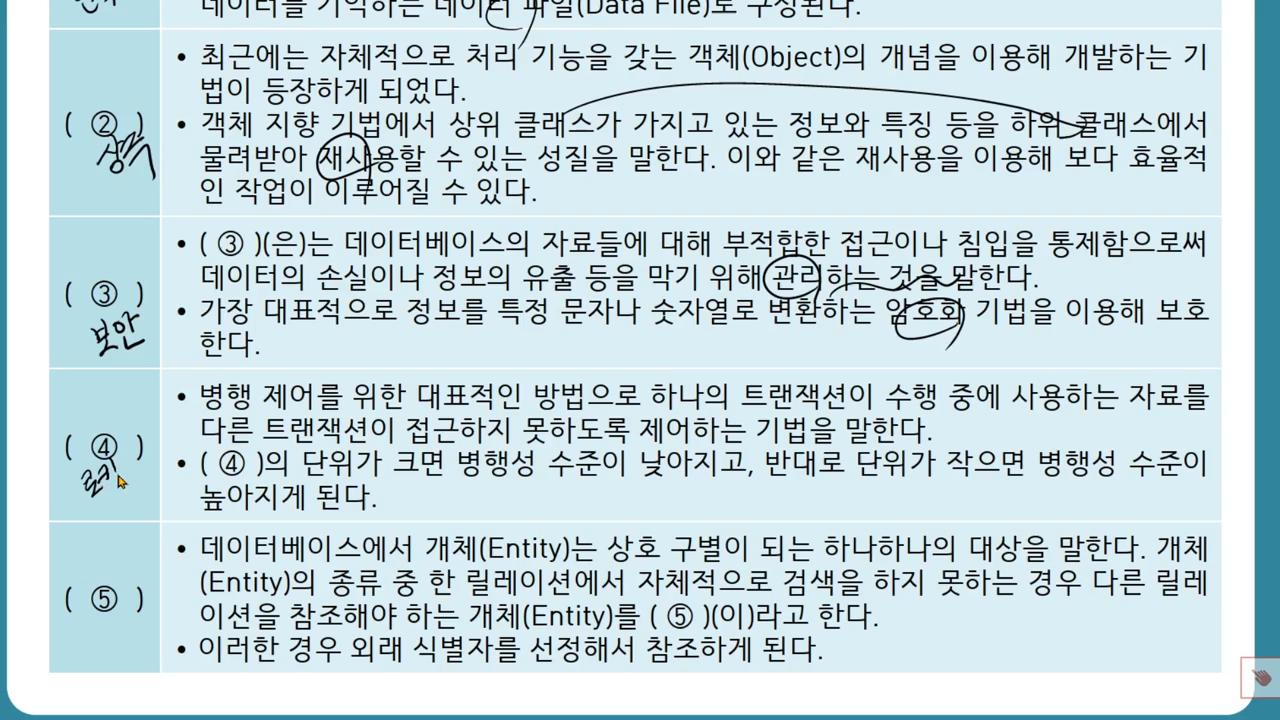 데이터를 기억하는 데이터 파일(Data File)로 구성된다.
• 최근에는 자체적으로 처리 기능을 갖는 객체(Object)의 개념을 이용해 개발하는 기
법이 등장하게 되었다.
( ② )
상속
• 객체 지향 기법에서 상위 클래스가 가지고 있는 정보와 특징 등을 하위 클래스에서
물려받아 재사용할 수 있는 성질을 말한다. 이와 같은 재사용을 이용해 보다 효율적
인 작업이 이루어질 수 있다.
( ③ )
보안
• ( ③ )(은)는 데이터베이스의 자료들에 대해 부적합한 접근이나 침입을 통제함으로써
데이터의 손실이나 정보의 유출 등을 막기 위해 관리하는 것을 말한다.
• 가장 대표적으로 정보를 특정 문자나 숫자열로 변환하는 암호화 기법을 이용해 보호
한다.
( ④ )
로키
• 병행 제어를 위한 대표적인 방법으로 하나의 트랜잭션이 수행 중에 사용하는 자료를
다른 트랜잭션이 접근하지 못하도록 제어하는 기법을 말한다.
• ( ④ )의 단위가 크면 병행성 수준이 낮아지고, 반대로 단위가 작으면 병행성 수준이
높아지게 된다.
( ⑤ )
• 데이터베이스에서 개체(Entity)는 상호 구별이 되는 하나하나의 대상을 말한다. 개체
(Entity)의 종류 중 한 릴레이션에서 자체적으로 검색을 하지 못하는 경우 다른 릴레
이션을 참조해야 하는 개체(Entity)를 ( ⑤ )(이)라고 한다.
• 이러한 경우 외래 식별자를 선정해서 참조하게 된다.